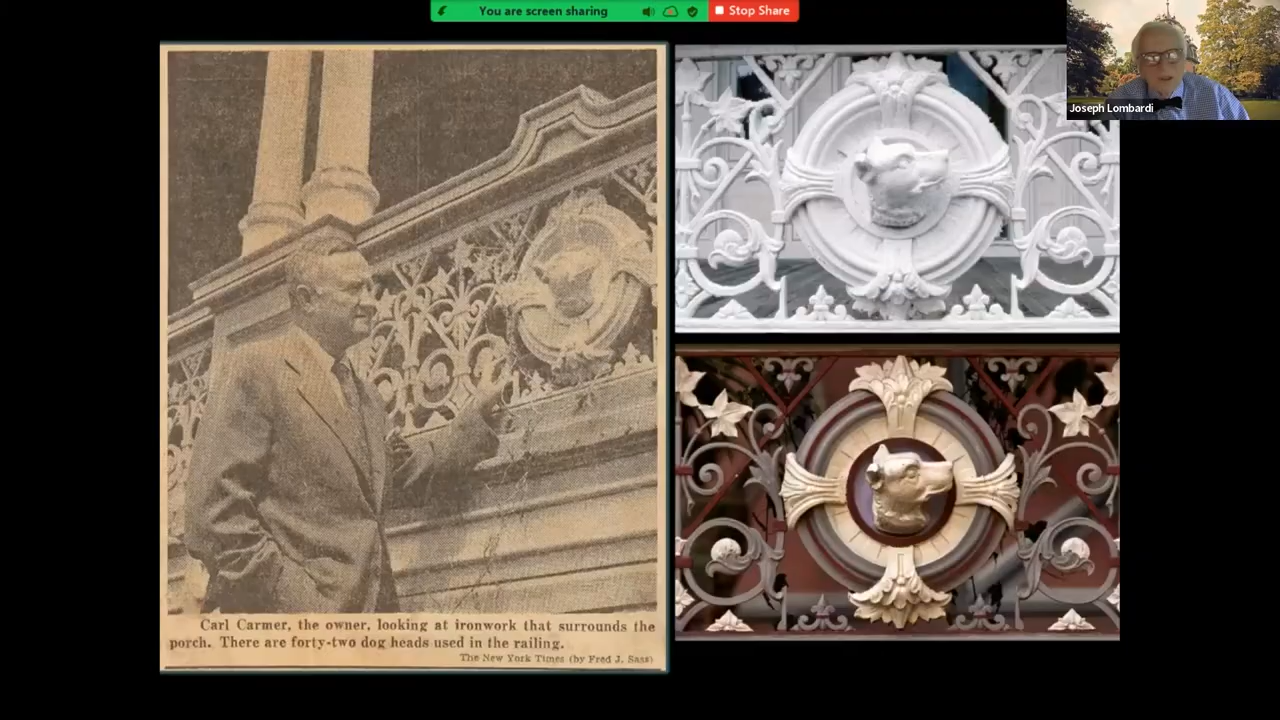 You are screen sharing
Stop Share
Joseph Lombardi
Carl Carmer, the owner, looking at ironwork that surrounds the
porch. There are forty-two dog heads used in the railing.
The New York Times (by Fred J. Sass)